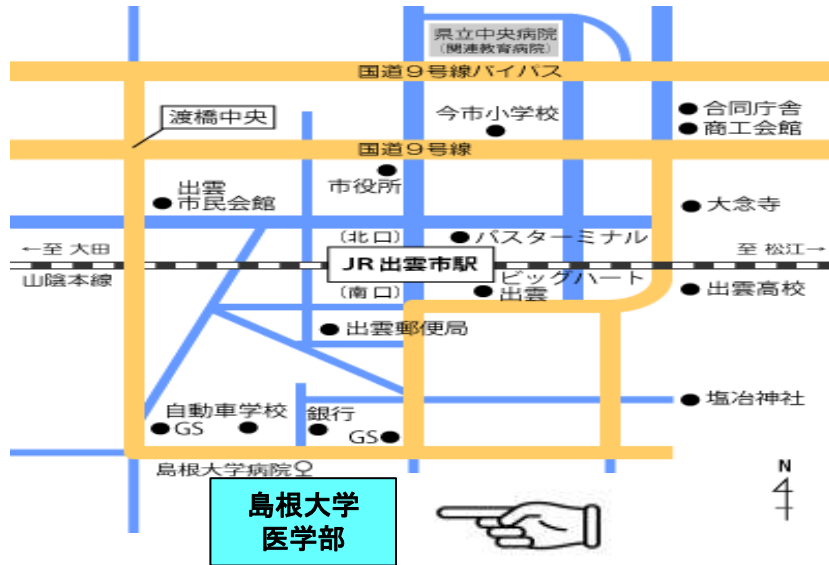 県立中央病院
(関連教育病院)
国道9号線バイパス
渡橋中央
今市小学校
合同庁舎
商工会館
国道9号線
出雲
市民会館
市役所
大念寺
(北口)
バスターミナル
←至 大田
至 松江→
JR出雲市駅
山陰本線
(南口)
ビッグハート
出雲
出雲高校
出雲郵便局
塩冶神社
自動車学校
銀行
GS
GS
島根大学病院
N
島根大学
医学部